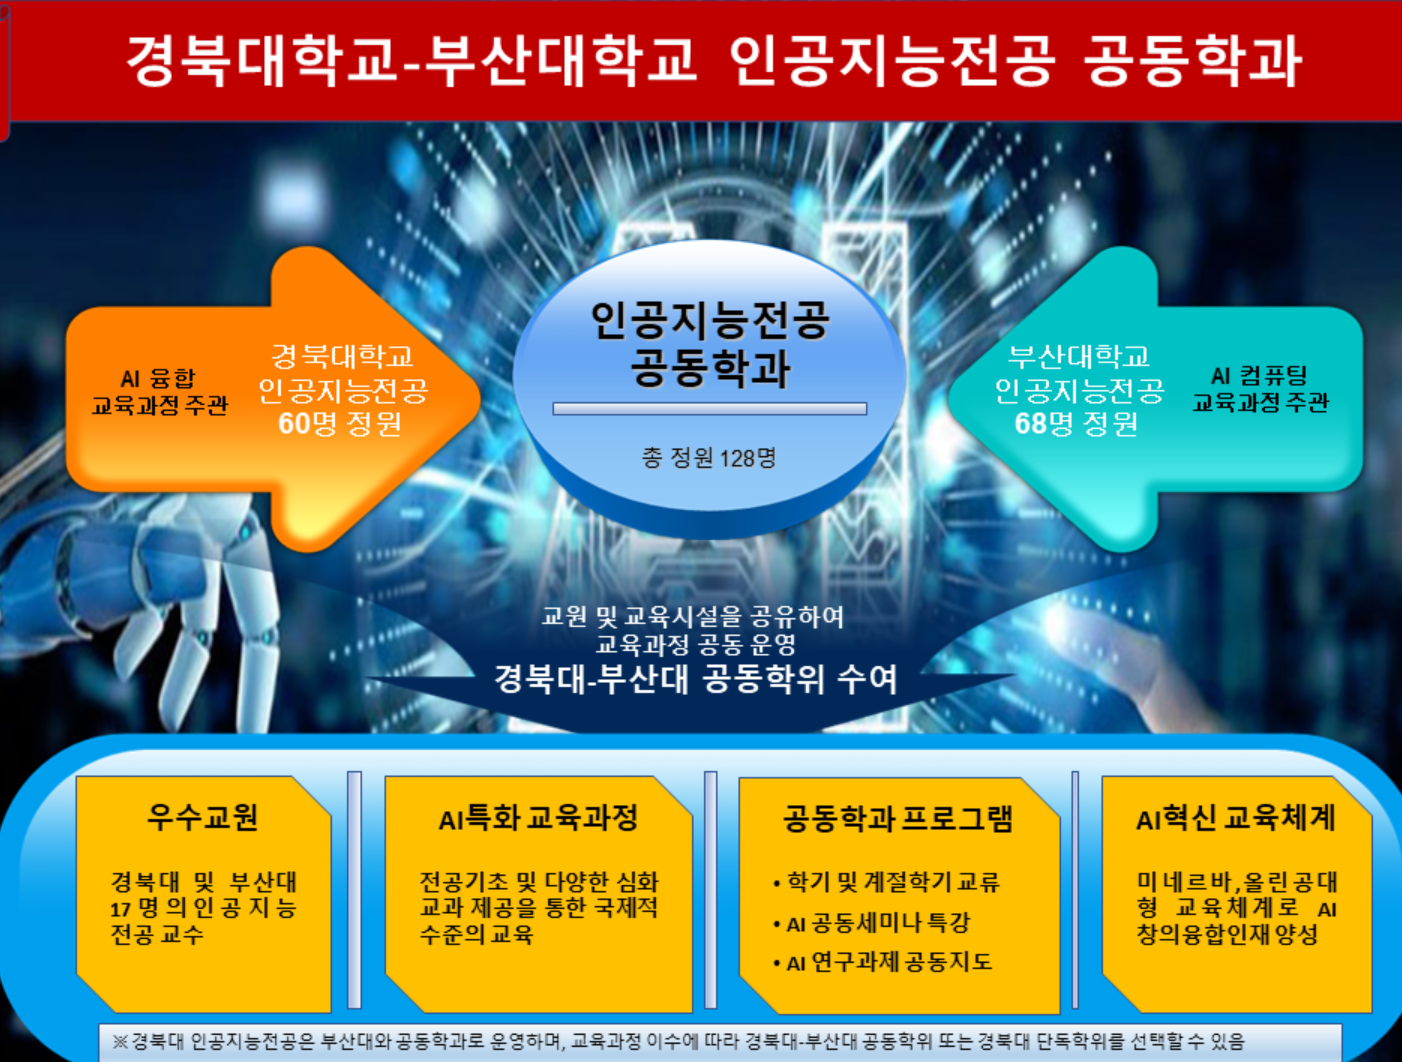 경북대학교-부산대학교 인공지능전공 공동학과
인공지능전공
공동학과
총 정원 128명
AI 융합
교육과정 주관
경북대학교
인공지능전공
60명 정원
부산대학교
인공지능전공
68명 정원
AI 컴퓨팅
교육과정 주관
교원 및 교육시설을 공유하여
교육과정 공동 운영
경북대-부산대 공동학위 수여
우수교원
경북대 및 부산대
17명의인공지능
전공 교수
AI특화 교육과정
전공기초 및 다양한 심화
교과 제공을 통한 국제적
수준의 교육
공동학과 프로그램
• 학기 및 계절학기 교류
• AI 공동세미나 특강
• AI 연구과제 공동지도
AI혁신 교육체계
미네르바,올린공대
형 교육체계로 AI
창의융합인재 양성
※ 경북대 인공지능전공은 부산대와 공동학과로 운영하며, 교육과정 이수에 따라 경북대-부산대 공동학위 또는 경북대 단독학위를 선택할 수 있음